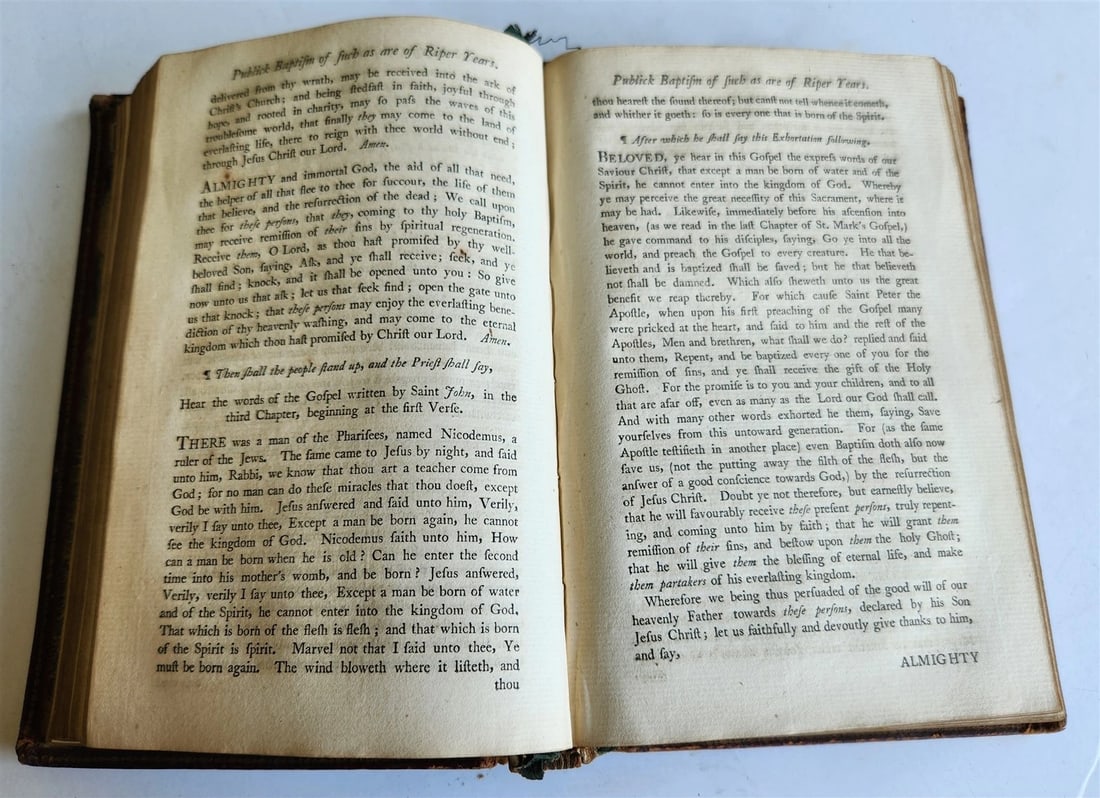 Publick Baptiſm of ſuch as are of Riper Years.
delivered from thy wrath, may be received into the ark of
Chriſt's Church; and being ſtedfaſt in faith, joyful through
hope, and rooted in charity, may ſo paſs the waves of this
troubleſome world, that finally they may come to the land of
everlaſting life, there to reign with thee world without end;
through Jeſus Chriſt our Lord. Amen.
ALMIGHTY and immortal God, the aid of all that need,
the helper of all that flee to thee for ſuccour, the life of them
that believe, and the reſurrection of the dead; We call upon
thee for theſe perſons, that they, coming to thy holy Baptiſm,
may receive remiſſion of their ſins by ſpiritual regeneration.
Receive them, O Lord, as thou haſt promiſed by thy well-
beloved Son, ſaying, Aſk, and ye ſhall receive; ſeek, and ye
ſhall find; knock, and it ſhall be opened unto you: So give
now unto us that aſk; let us that ſeek find; open the gate unto
us that knock; that theſe perſons may enjoy the everlaſting bene-
diction of thy heavenly waſhing, and may come to the eternal
kingdom which thou haſt promiſed by Chriſt our Lord. Amen.
¶ Then ſhall the people ſtand up, and the Prieſt ſhall ſay,
Hear the words of the Goſpel written by Saint John, in the
third Chapter, beginning at the firſt Verſe.
THERE was a man of the Phariſees, named Nicodemus, a
ruler of the Jews. The ſame came to Jeſus by night, and ſaid
unto him, Rabbi, we know that thou art a teacher come from
God; for no man can do theſe miracles that thou doeſt, except
God be with him. Jeſus anſwered and ſaid unto him, Verily,
verily I ſay unto thee, Except a man be born again, he cannot
ſee the kingdom of God. Nicodemus ſaith unto him, How
can a man be born when he is old? Can he enter the ſecond
time into his mother's womb, and be born? Jeſus anſwered,
Verily, verily I ſay unto thee, Except a man be born of water
and of the Spirit, he cannot enter into the kingdom of God.
That which is born of the fleſh is fleſh; and that which is born
of the Spirit is ſpirit. Marvel not that I ſaid unto thee, Ye
muſt be born again. The wind bloweth where it liſteth, and
thou
Publick Baptiſm of ſuch as are of Riper Years.
thou heareſt the ſound thereof; but canſt not tell whence it cometh,
and whither it goeth: ſo is every one that is born of the Spirit.
¶ After which he ſhall ſay this Exhortation following.
BELOVED, ye hear in this Goſpel the expreſs words of our
Saviour Chriſt, that except a man be born of water and of the
Spirit, he cannot enter into the kingdom of God. Whereby
ye may perceive the great neceſſity of this Sacrament, where it
may be had. Likewiſe, immediately before his aſcenſion into
heaven, (as we read in the laſt Chapter of St. Mark's Goſpel,)
he gave command to his diſciples, ſaying, Go ye into all the
world, and preach the Goſpel to every creature. He that be-
lieveth and is baptized ſhall be ſaved; but he that believeth
not ſhall be damned. Which alſo ſheweth unto us the great
benefit we reap thereby. For which cauſe Saint Peter the
Apoſtle, when upon his firſt preaching of the Goſpel many
were pricked at the heart, and ſaid to him and the reſt of the
Apoſtles, Men and brethren, what ſhall we do? replied and ſaid
unto them, Repent, and be baptized every one of you for the
remiſſion of ſins, and ye ſhall receive the gift of the Holy
Ghoſt. For the promiſe is to you and your children, and to all
that are afar off, even as many as the Lord our God ſhall call.
And with many other words exhorted he them, ſaying, Save
yourſelves from this untoward generation. For (as the ſame
Apoſtle teſtifieth in another place) even Baptiſm doth alſo now
ſave us, (not the putting away the filth of the fleſh, but the
anſwer of a good conſcience towards God,) by the reſurrection
of Jeſus Chriſt. Doubt ye not therefore, but earneſtly believe,
that he will favourably receive theſe preſent perſons, truly repent-
ing, and coming unto him by faith; that he will grant them
remiſſion of their ſins, and beſtow upon them the holy Ghoſt;
that he will give them the bleſſing of eternal life, and make
them partakers of his everlaſting kingdom.
Wherefore we being thus perſuaded of the good will of our
heavenly Father towards theſe perſons, declared by his Son
Jeſus Chriſt; let us faithfully and devoutly give thanks to him,
and ſay,
ALMIGHTY